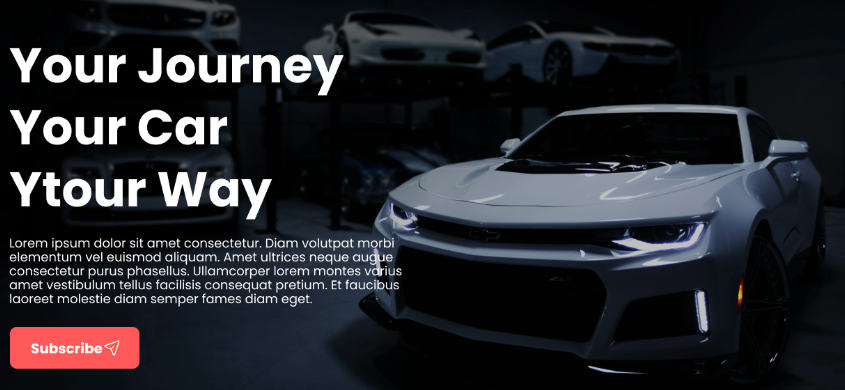 Your Journey
Your Car
Ytour Way
Lorem ipsum dolor sit amet consectetur. Diam volutpat morbi
elementum vel euismod aliquam. Amet ultrices neque augue
consectetur purus phasellus. Ullamcorper lorem montes varius
amet vestibulum tellus facilisis consequat pretium. Et faucibus
laoreet molestie diam semper fames diam eget.
Subscribe